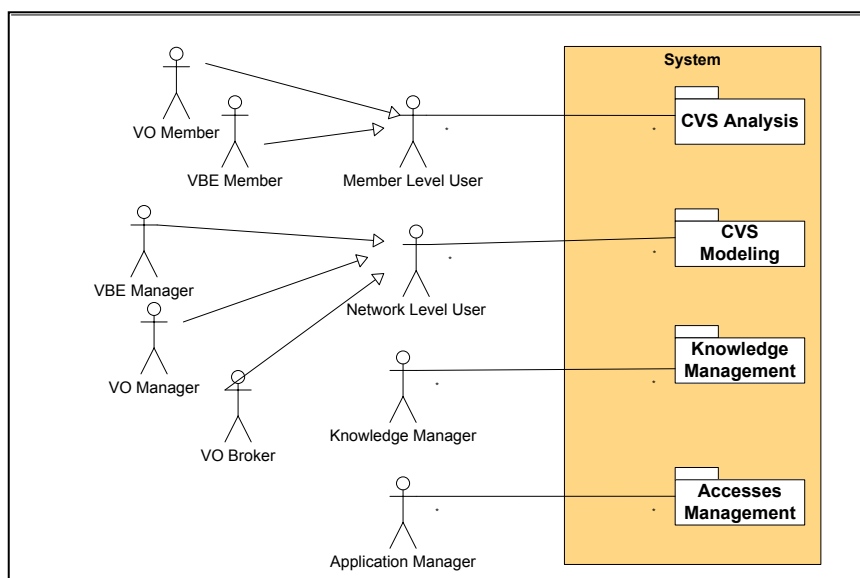 System
CVS Analysis
VO Member
VBE Member
Member Level User
CVS
Modeling
VBE Manager
Network Level User
VO Manager
Knowledge
Management
VO Broker
Knowledge Manager
Accesses
Management
Application Manager